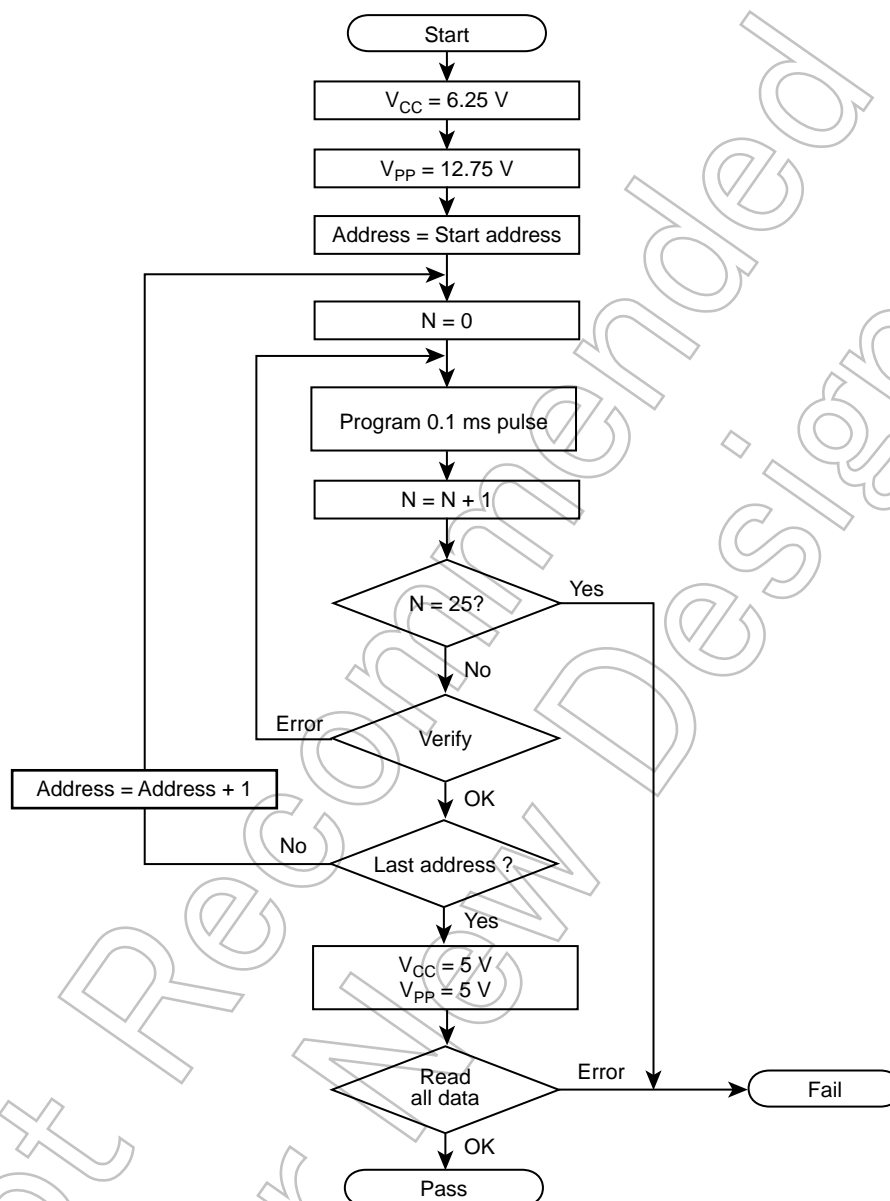 Start
VCC = 6.25 V
VPP = 12.75 V
Address = Start address
N = 0
Program 0.1 ms pulse
N = N + 1
N = 25?
Yes
No
Error
Verify
Address = Address + 1
OK
No
Last address ?
Yes
VCC = 5 V
VPP = 5 V
Read
all data
Error
Fail
OK
Pass
Recommended
New Design